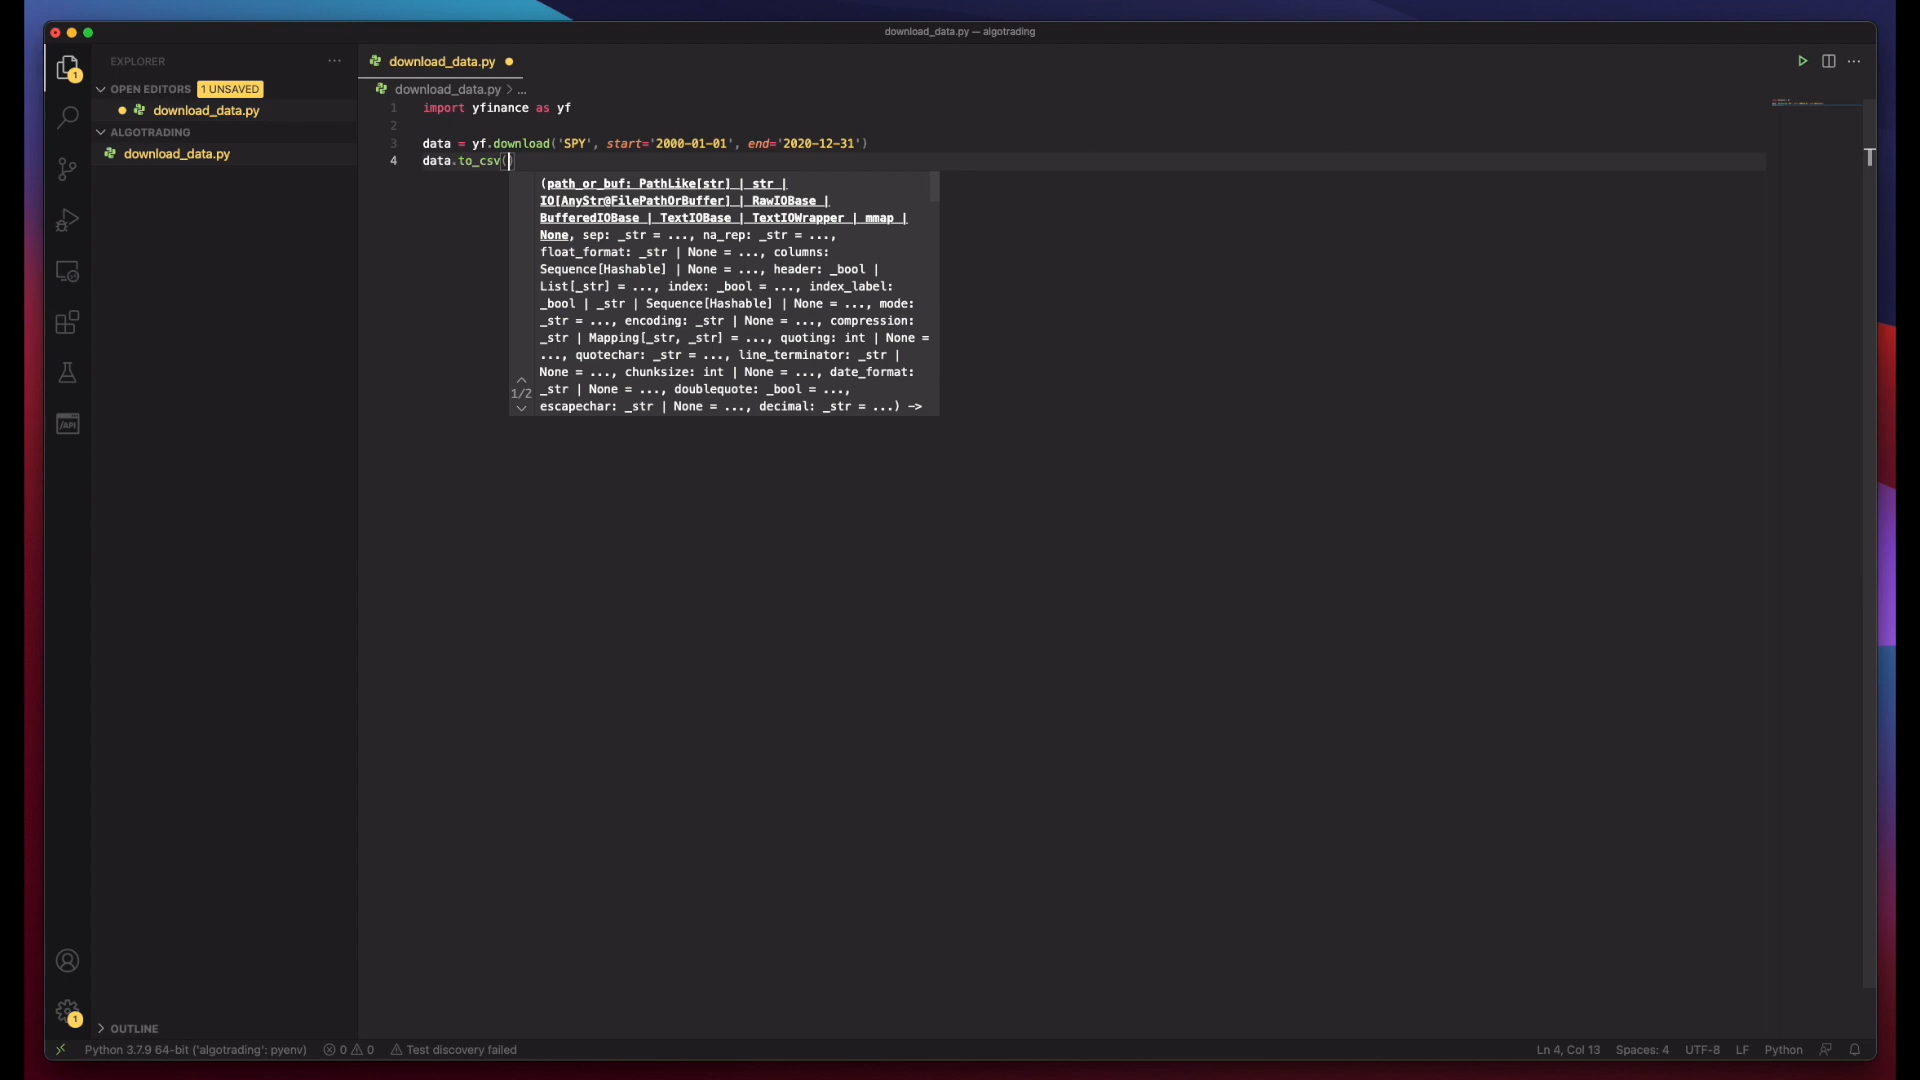 download_data.py — algotrading
EXPLORER
OPEN EDITORS 1 UNSAVED
download_data.py
ALGOTRADING
download_data.py
OUTLINE
download_data.py
download_data.py > ...
1 import yfinance as yf
2
3 data = yf.download('SPY', start='2000-01-01', end='2020-12-31')
4 data.to_csv()
(path_or_buf: PathLike[str] | str |
IO[AnyStr@FilePathOrBuffer] | RawIOBase |
BufferedIOBase | TextIOBase | TextIOWrapper | mmap |
None, sep: _str = ..., na_rep: _str = ...,
float_format: _str | None = ..., columns:
Sequence[Hashable] | None = ..., header: _bool |
List[_str] = ..., index: _bool = ..., index_label:
_bool | _str | Sequence[Hashable] | None = ..., mode:
_str = ..., encoding: _str | None = ..., compression:
_str | Mapping[_str, _str] = ..., quoting: int | None =
..., quotechar: _str = ..., line_terminator: _str |
None = ..., chunksize: int | None = ..., date_format:
_str | None = ..., doublequote: _bool = ...,
escapechar: _str | None = ..., decimal: _str = ...) ->
1/2
1
/API
1
Python 3.7.9 64-bit ('algotrading': pyenv) 0 0 Test discovery failed
Ln 4, Col 13 Spaces: 4 UTF-8 LF Python